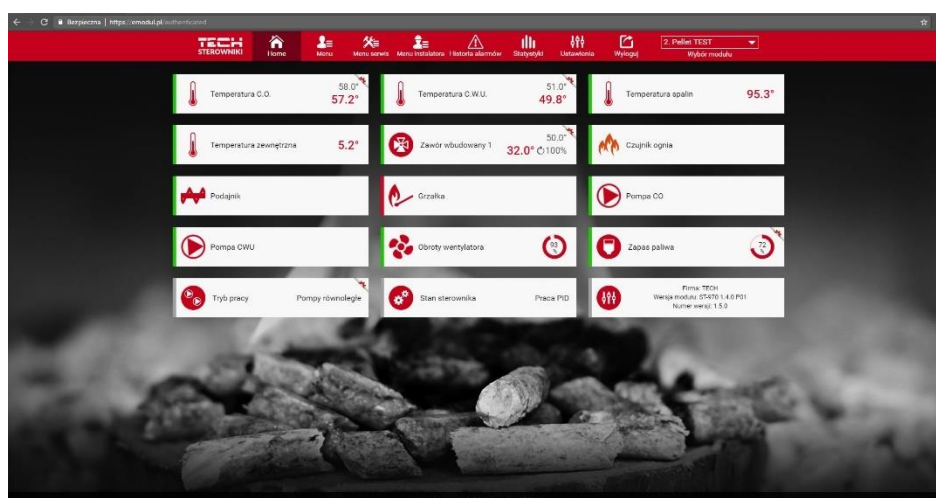 Bezpieczna | https://emodul.pl/authenticated
TECH
STEROWNIKI
Home
Menu
Menu serwis
Menu Instalatora
Historia alarmów
Statystyki
Ustawienia
Wyloguj
2. Pellet TEST
Wybór modułu
Temperatura C.O.
58.0°
57.2°
Temperatura C.W.U.
51.0°
49.8°
Temperatura spalin
95.3°
Temperatura zewnętrzna
5.2°
Zawór wbudowany 1
50.0°
32.0° 100%
Czujnik ognia
Podajnik
Grzałka
Pompa CO
Pompa CWU
Obroty wentylatora
93
%
Zapas paliwa
72
%
Tryb pracy
Pompy równoległe
Stan sterownika
Praca PID
Firma: TECH
Wersja modułu: ST-970 1.4.0 P01
Numer wersji: 1.5.0